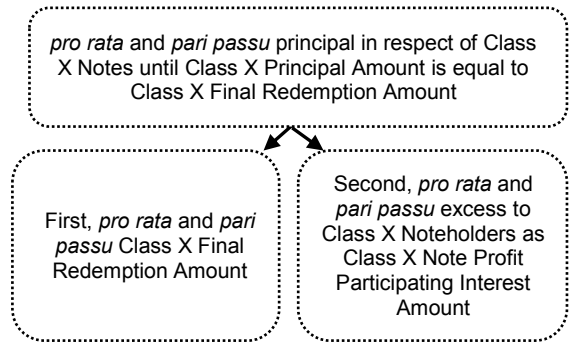 pro rata and pari passu principal in respect of Class
X Notes until Class X Principal Amount is equal to
Class X Final Redemption Amount
First, pro rata and pari
passu Class X Final
Redemption Amount
Second, pro rata and
pari passu excess to
Class X Noteholders as
Class X Note Profit
Participating Interest
Amount